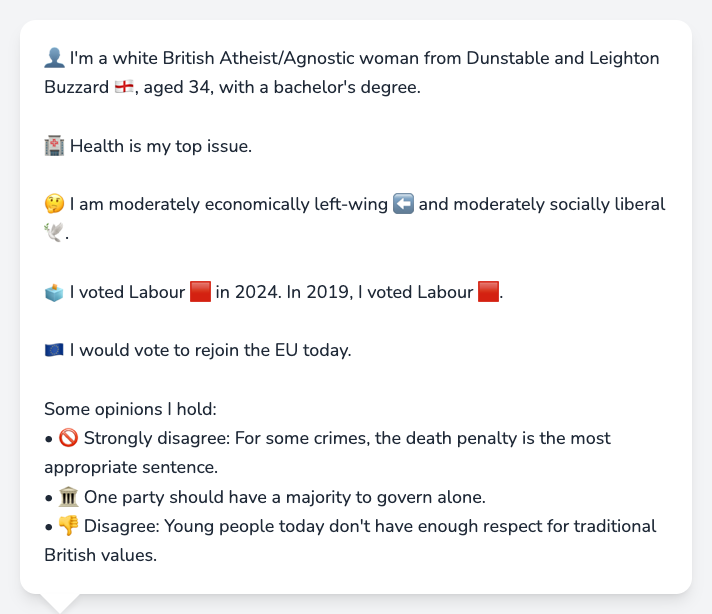 👤 I'm a white British Atheist/Agnostic woman from Dunstable and Leighton
Buzzard 🏴󠁧󠁢󠁥󠁮󠁧󠁿, aged 34, with a bachelor's degree.
🏥 Health is my top issue.
🤔 I am moderately economically left-wing ⬅️ and moderately socially liberal
🕊️.
🗳️ I voted Labour 🟥 in 2024. In 2019, I voted Labour 🟥.
🇪🇺 I would vote to rejoin the EU today.
Some opinions I hold:
• 🚫 Strongly disagree: For some crimes, the death penalty is the most
appropriate sentence.
• 🏛️ One party should have a majority to govern alone.
• 👎 Disagree: Young people today don't have enough respect for traditional
British values.